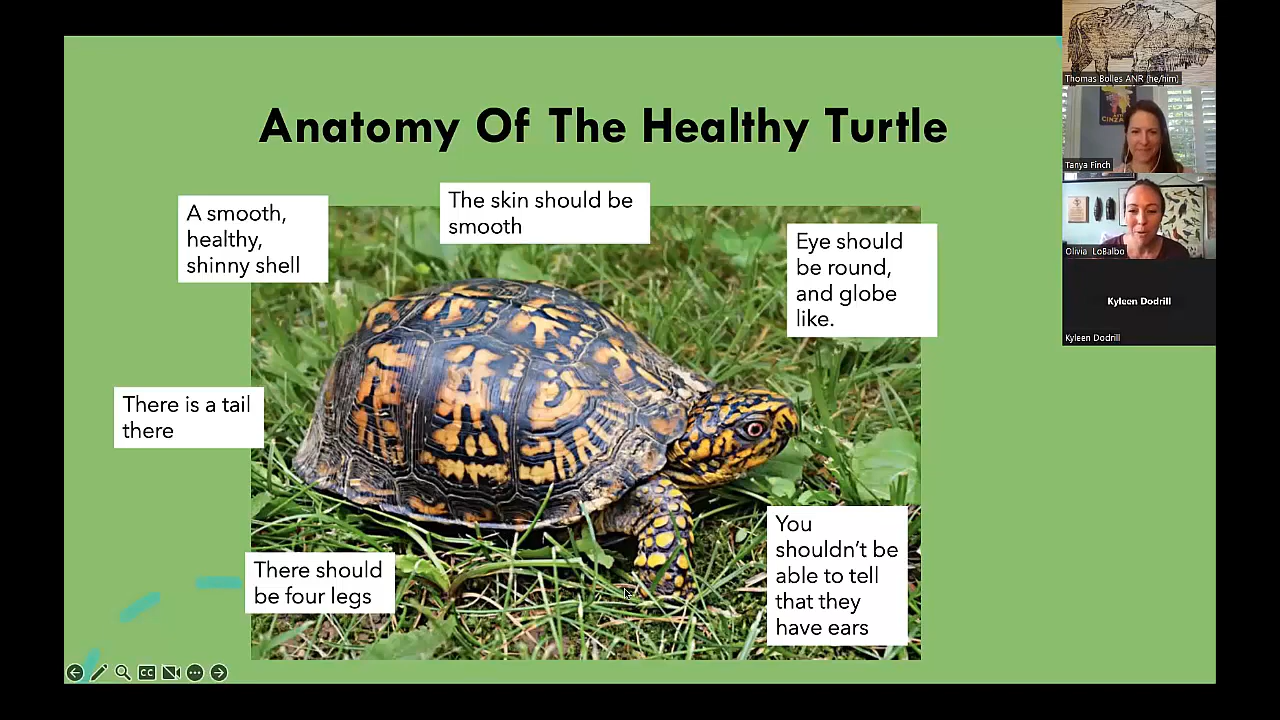 Anatomy Of The Healthy Turtle
A smooth,
healthy,
shinny shell
The skin should be
smooth
Eye should
be round,
and globe
like.
There is a tail
there
There should
be four legs
You
shouldn't be
able to tell
that they
have ears
CC
Thomas Bolles ANR (he/him)
CINZA
Tanya Finch
Olivia LoBalbo
Kyleen Dodrill
Kyleen Dodrill